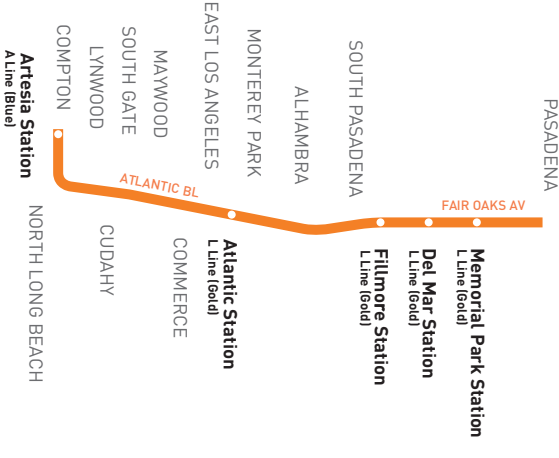 PASADENA
SOUTH PASADENA
ALHAMBRA
MONTEREY PARK
EAST LOS ANGELES
MAYWOOD
SOUTH GATE
LYNWOOD
COMPTON
Artesia Station
A Line (Blue)
FAIR OAKS AV
ATLANTIC BL
Memorial Park Station
L Line (Gold)
Del Mar Station
L Line (Gold)
Fillmore Station
L Line (Gold)
Atlantic Station
L Line (Gold)
COMMERCE
CUDAHY
NORTH LONG BEACH